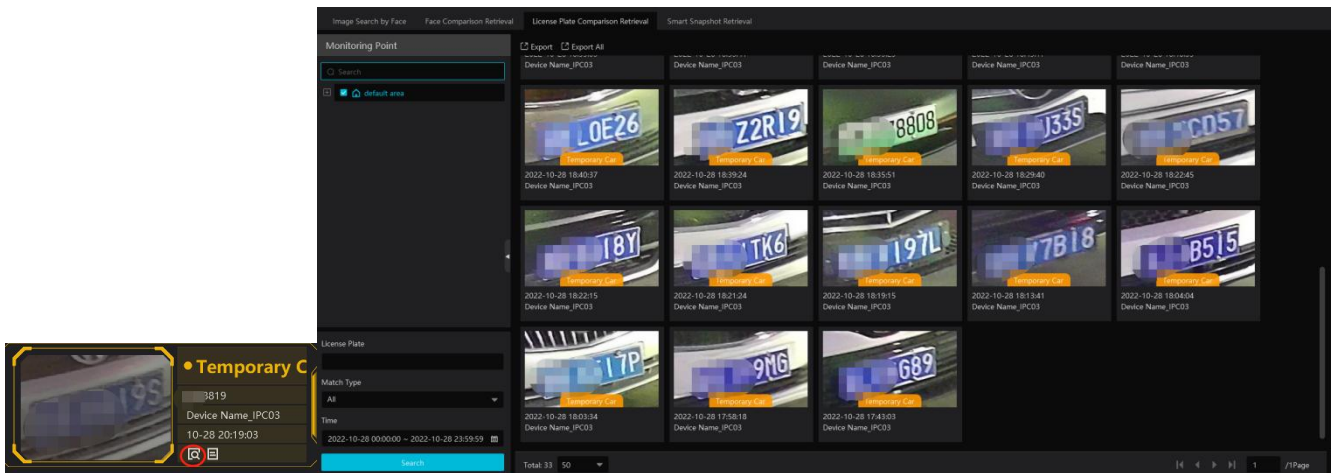 Image Search by Face
Face Comparison Retrieval
License Plate Comparison Retrieval
Smart Snapshot Retrieval
Monitoring Point
Search
default area
Export
Export All
Device Name_IPC03
Device Name_IPC03
Device Name_IPC03
Device Name_IPC03
Device Name_IPC03
LOE26
Z2R19
8808
U33S
CD57
Temporary Car
Temporary Car
Temporary Car
Temporary Car
Temporary Car
2022-10-28 18:40:37
2022-10-28 18:39:24
2022-10-28 18:35:51
2022-10-28 18:29:40
2022-10-28 18:22:45
Device Name_IPC03
Device Name_IPC03
Device Name_IPC03
Device Name_IPC03
Device Name_IPC03
18Y
1TK6
197L
7B18
B515
Temporary Car
Temporary Car
Temporary Car
Temporary Car
Temporary Car
2022-10-28 18:22:15
2022-10-28 18:21:24
2022-10-28 18:19:15
2022-10-28 18:13:41
2022-10-28 18:04:04
Device Name_IPC03
Device Name_IPC03
Device Name_IPC03
Device Name_IPC03
Device Name_IPC03
17P
9MG
G89
Temporary Car
Temporary Car
Temporary Car
2022-10-28 18:03:34
2022-10-28 17:58:18
2022-10-28 17:43:03
Device Name_IPC03
Device Name_IPC03
Device Name_IPC03
License Plate
Match Type
All
Time
2022-10-28 00:00:00 ~ 2022-10-28 23:59:59
Search
Total: 33 50
1 /1Page
Temporary C
3819
Device Name_IPC03
10-28 20:19:03